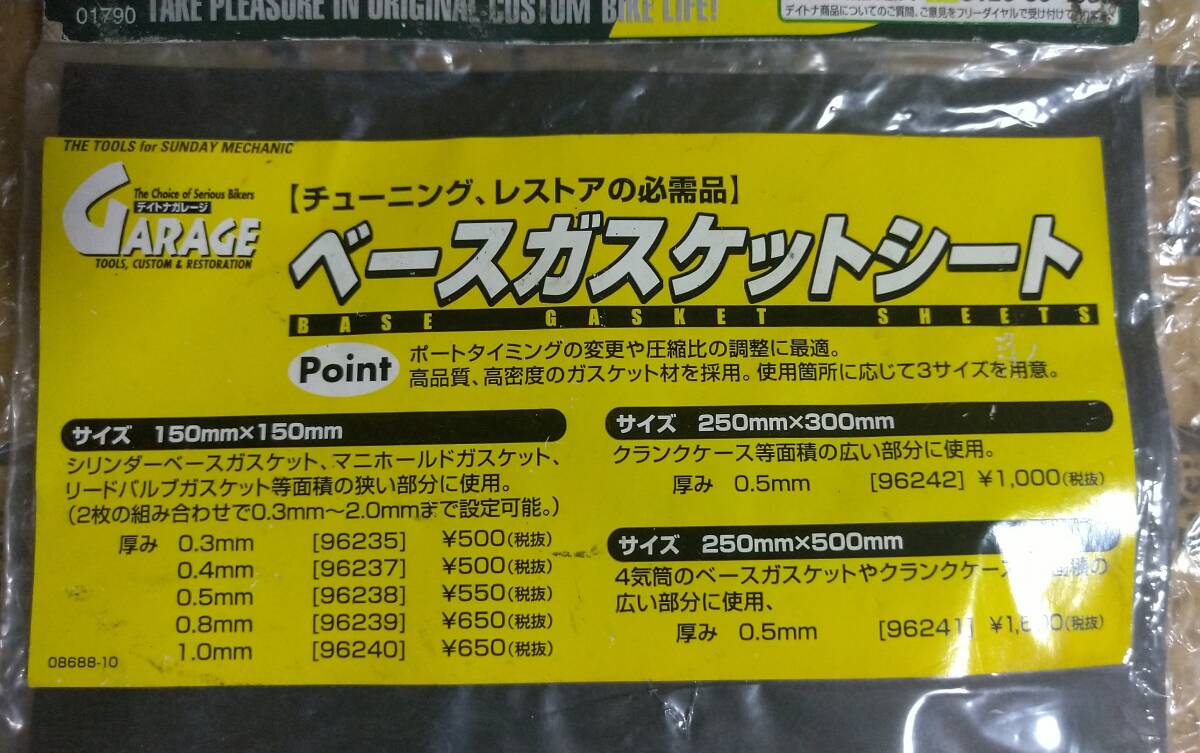 01790 TAKE PLEASURE IN ORIGINAL CUSTOM BIKE LIFE!
デイトナ商品についてのご質問、ご意見をフリーダイヤルで受け付けて
THE TOOLS for SUNDAY MECHANIC
The Choice of Serious Bikers
デイトナガレージ
GARAGE
TOOLS, CUSTOM & RESTORATION
【チューニング、レストアの必需品】
ベースガスケットシート
BASE GASKET SHEETS
Point
ポートタイミングの変更や圧縮比の調整に最適。
高品質、高密度のガスケット材を採用。使用箇所に応じて3サイズを用意。
サイズ 150mm×150mm
シリンダーベースガスケット、マニホールドガスケット、
リードバルブガスケット等面積の狭い部分に使用。
(2枚の組み合わせで0.3mm～2.0mmまで設定可能。)
厚み 0.3mm [96235] ¥500(税抜)
0.4mm [96237] ¥500(税抜)
0.5mm [96238] ¥550(税抜)
0.8mm [96239] ¥650(税抜)
1.0mm [96240] ¥650(税抜)
08688-10
サイズ 250mm×300mm
クランクケース等面積の広い部分に使用。
厚み 0.5mm [96242] ¥1,000(税抜)
サイズ 250mm×500mm
4気筒のベースガスケットやクランクケース 面積の
広い部分に使用、
厚み 0.5mm [96241] (税抜)